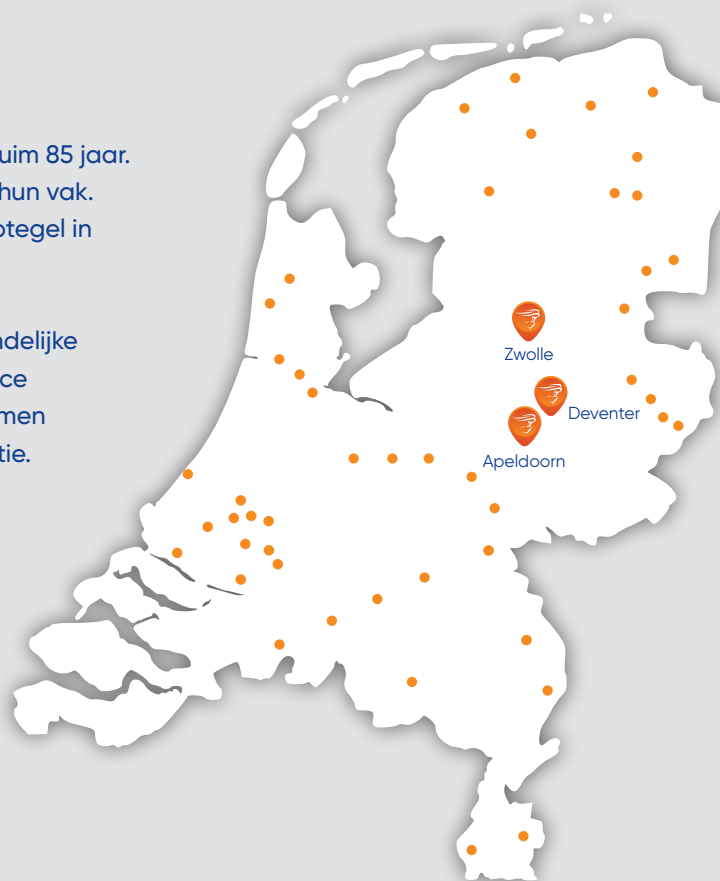 uim 85 jaar.
hun vak.
tegel in
ndelijke
ce
men
tie.
Zwolle
Deventer
Apeldoorn